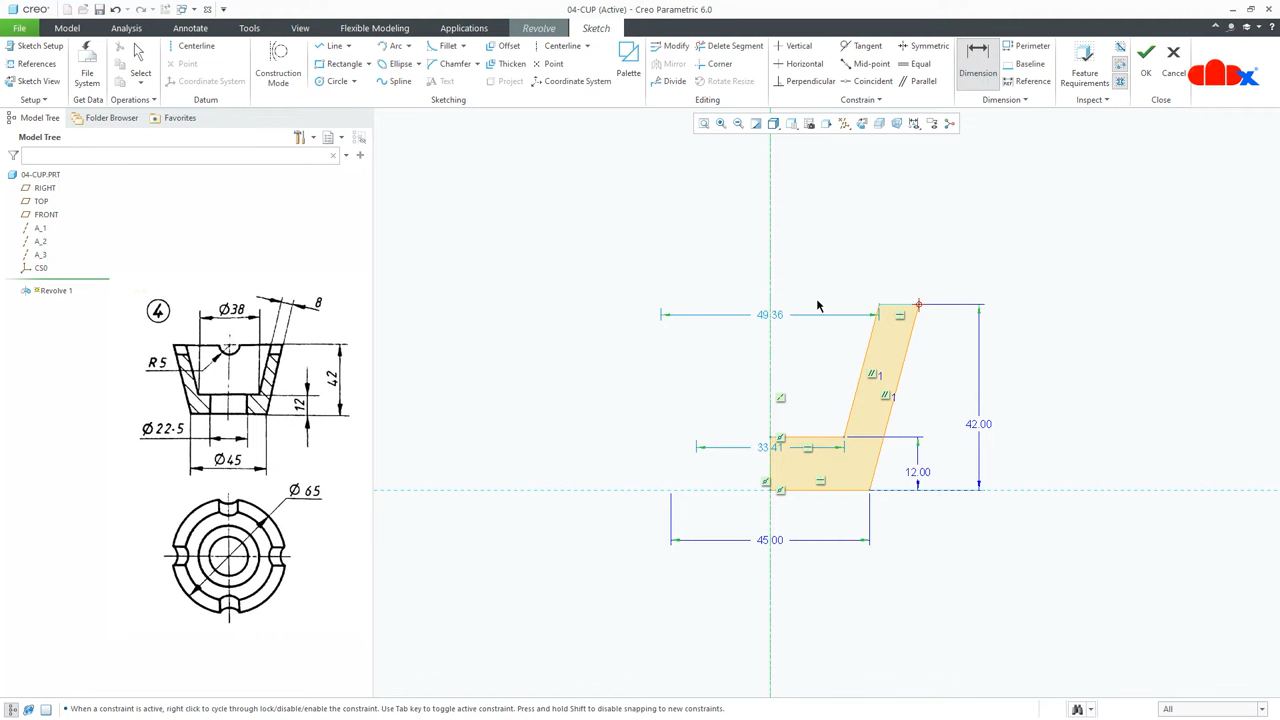 creo°
04-CUP (Active) - Creo Parametric 6.0
File Model Analysis Annotate Tools View Flexible Modeling Applications Revolve Sketch
Sketch Setup
References
Sketch View
Setup
File System
Get Data
Select
Operations
Centerline
Point
Coordinate System
Datum
Construction Mode
Line Arc Fillet Offset Centerline
Rectangle Ellipse Chamfer Thicken Point
Circle Spline Text Project Coordinate System
Palette
Sketching
Modify Delete Segment
Mirror Corner
Divide Rotate Resize
Editing
Vertical Tangent Symmetric
Horizontal Mid-point Equal
Perpendicular Coincident Parallel
Constrain
Dimension
Perimeter
Baseline
Reference
Dimension
Feature Requirements
Inspect
OK
Cancel
Close
Model Tree Folder Browser Favorites
Model Tree
04-CUP.PRT
RIGHT
TOP
FRONT
A_1
A_2
A_3
CS0
Revolve 1
4
Ø38
8
R5
42
12
Ø22·5
Ø45
Ø 65
49.36
1
1
33.41
42.00
12.00
45.00
• When a constraint is active, right click to cycle through lock/disable/enable the constraint. Use Tab key to toggle active constraint. Press and hold Shift to disable snapping to new constraints.
All